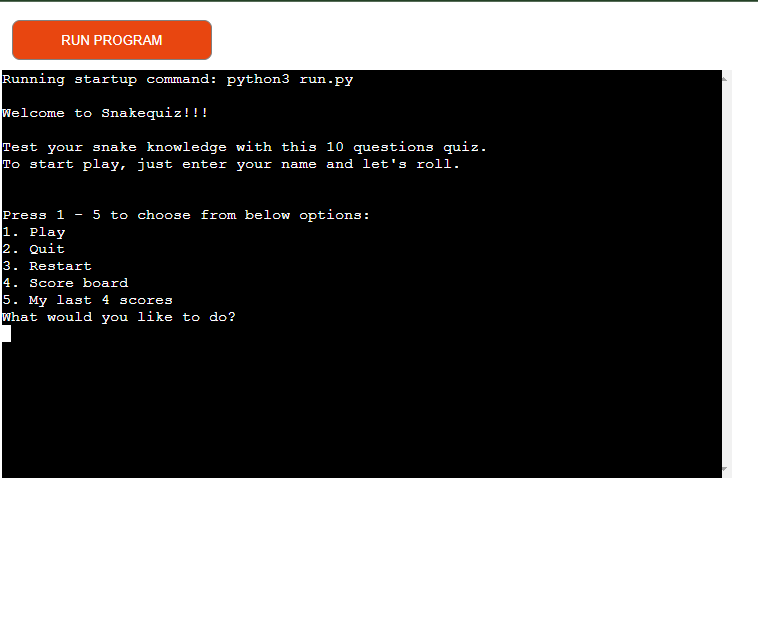 RUN PROGRAM
Running startup command: python3 run.py
Welcome to Snakequiz!!!
Test your snake knowledge with this 10 questions quiz.
To start play, just enter your name and let's roll.
Press 1 - 5 to choose from below options:
1. Play
2. Quit
3. Restart
4. Score board
5. My last 4 scores
What would you like to do?